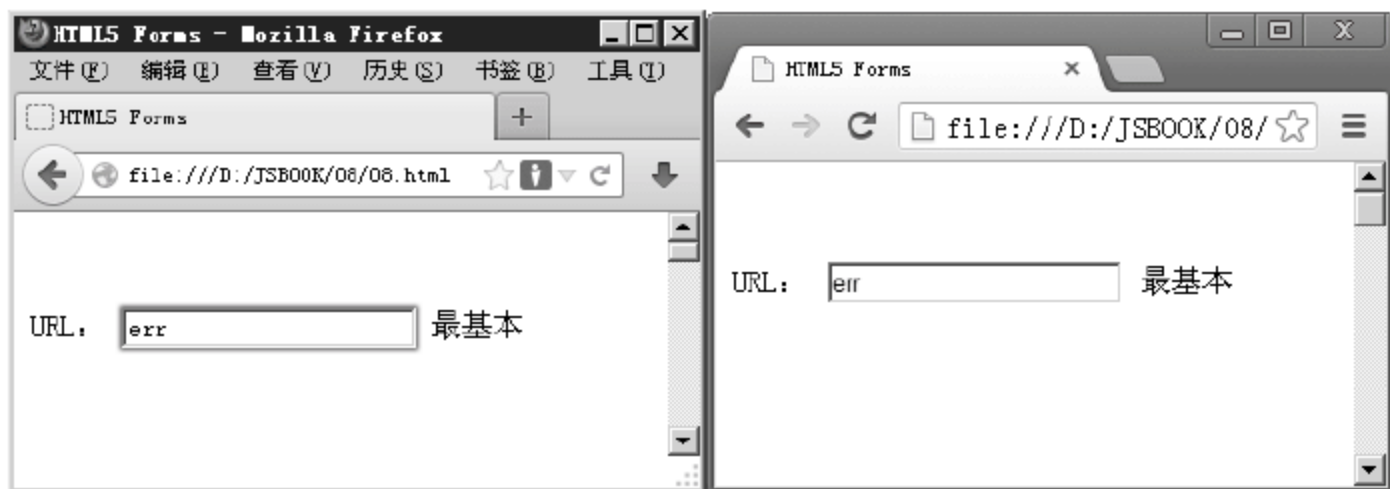 HTML5 Forms - Mozilla Firefox
文件(F) 编辑(E) 查看(V) 历史(S) 书签(B) 工具(T)
HTML5 Forms
file:///D:/JSBOOK/08/08.html
URL: err 最基本
HTML5 Forms
file:///D:/JSBOOK/08/
URL: err 最基本